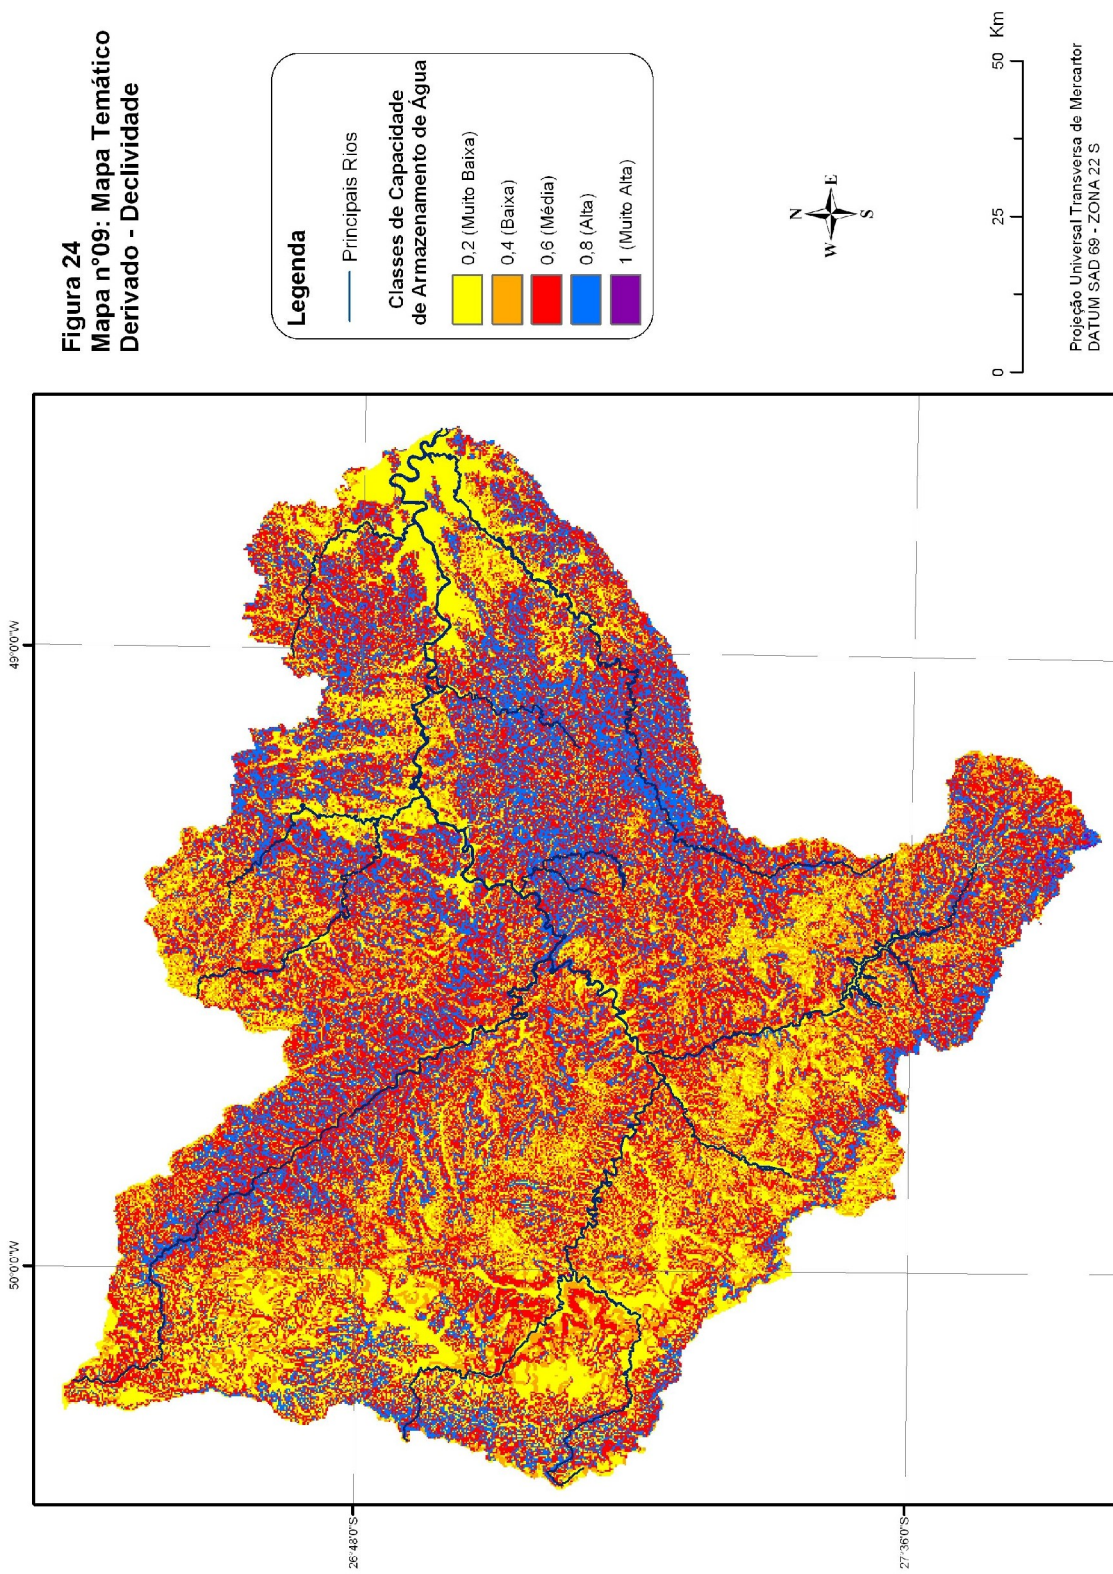 Figura 24
Mapa n°09: Mapa Temático
Derivado - Declividade
Legenda
Principais Rios
Classes de Capacidade
de Armazenamento de Água
0,2 (Muito Baixa)
0,4 (Baixa)
0,6 (Média)
0,8 (Alta)
1 (Muito Alta)
N
W
E
S
0
25
50 Km
Projeção Universal Transversa de Mercartor
DATUM SAD 69 - ZONA 22 S
50°0'0"W
49°0'0"W
26°48'0"S
27°36'0"S